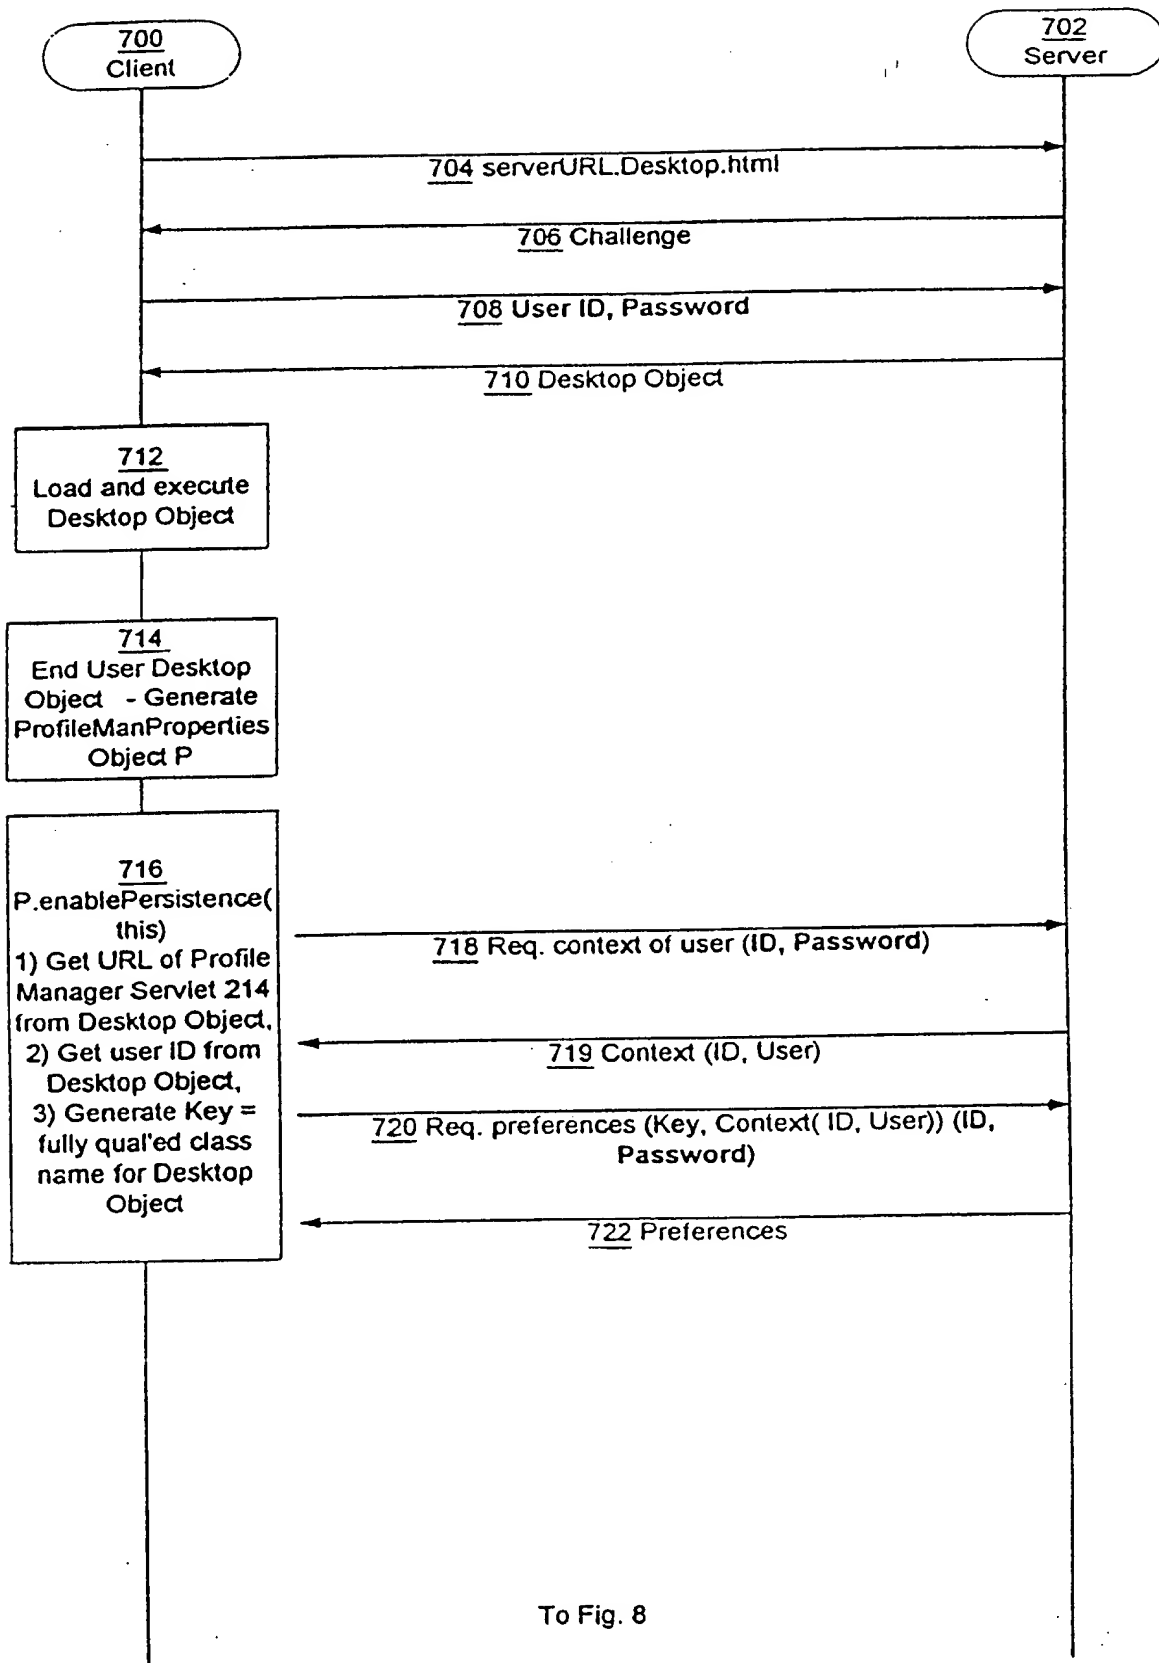 700
Client
702
Server
704 serverURL.Desktop.html
706 Challenge
708 User ID, Password
710 Desktop Object
712
Load and execute
Desktop Object
714
End User Desktop
Object - Generate
ProfileManProperties
Object P
716
P.enablePersistence(
this)
1) Get URL of Profile
Manager Servlet 214
from Desktop Object,
2) Get user ID from
Desktop Object,
3) Generate Key =
fully qual'ed class
name for Desktop
Object
718 Req. context of user (ID, Password)
719 Context (ID, User)
720 Req. preferences (Key, Context( ID, User)) (ID,
Password)
722 Preferences
To Fig. 8